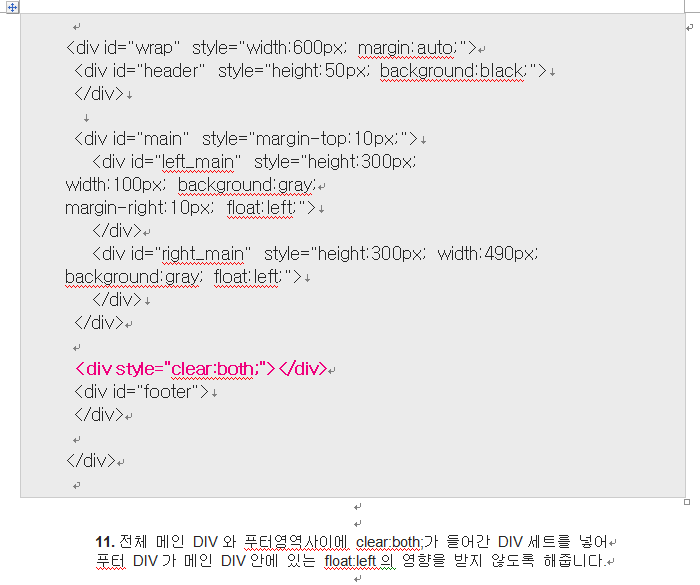 <div id="wrap" style="width:600px; margin:auto;">
<div id="header" style="height:50px; background:black;">
</div>
<div id="main" style="margin-top:10px;">
<div id="left_main" style="height:300px;
width:100px; background:gray;
margin-right:10px; float:left;">
</div>
<div id="right_main" style="height:300px; width:490px;
background:gray; float:left;">
</div>
</div>
<div style="clear:both;"></div>
<div id="footer">
</div>
</div>
11. 전체 메인 DIV 와 푸터영역사이에 clear:both;가 들어간 DIV 세트를 넣어
푸터 DIV 가 메인 DIV 안에 있는 float:left 의 영향을 받지 않도록 해줍니다.